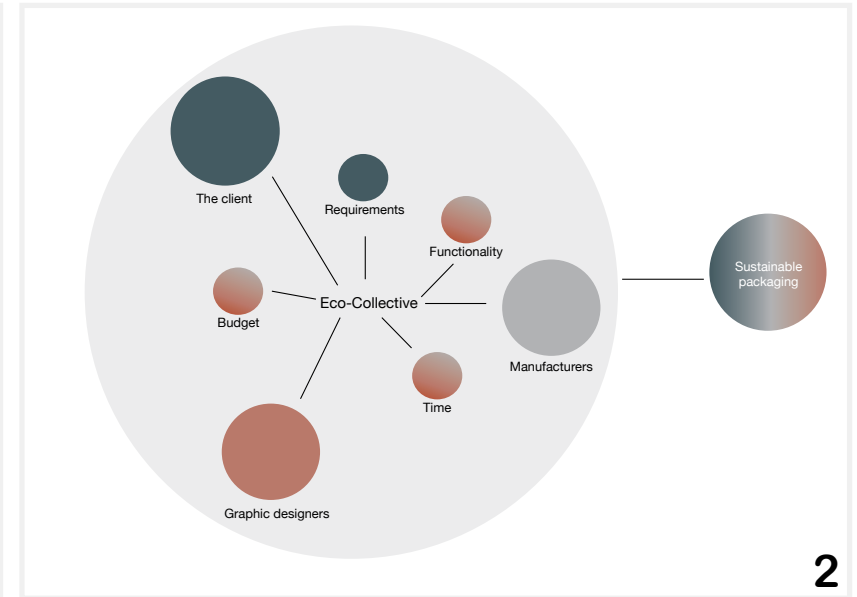 The client
Requirements
Functionality
Sustainable
packaging
Eco-Collective
Budget
Manufacturers
Time
Graphic designers
2